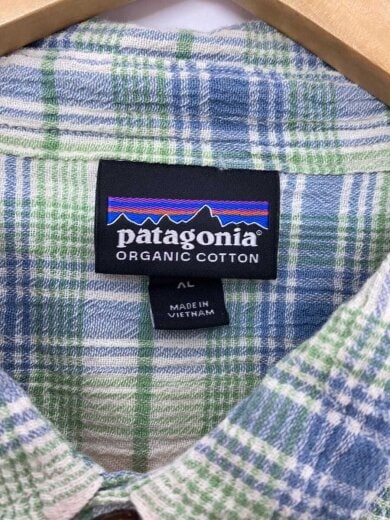 patagonia®
ORGANIC COTTON
XL
MADE IN
VIETNAM